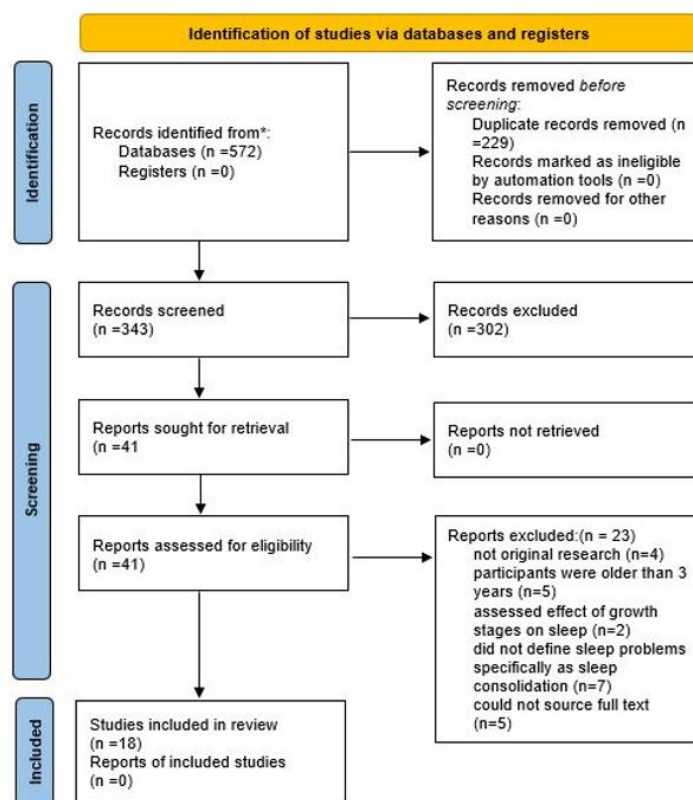 Identification of studies via databases and registers
Identification
Records identified from*:
Databases (n =572)
Registers (n =0)
Records removed before
screening:
Duplicate records removed (n
=229)
Records marked as ineligible
by automation tools (n =0)
Records removed for other
reasons (n =0)
Screening
Records screened
(n =343)
Records excluded
(n =302)
Reports sought for retrieval
(n =41
Reports not retrieved
(n =0)
Reports assessed for eligibility
(n =41)
Reports excluded:(n = 23)
not original research (n=4)
participants were older than 3
years (n=5)
assessed effect of growth
stages on sleep (n=2)
did not define sleep problems
specifically as sleep
consolidation (n=7)
could not source full text
(n=5)
Included
Studies included in review
(n =18)
Reports of included studies
(n =0)